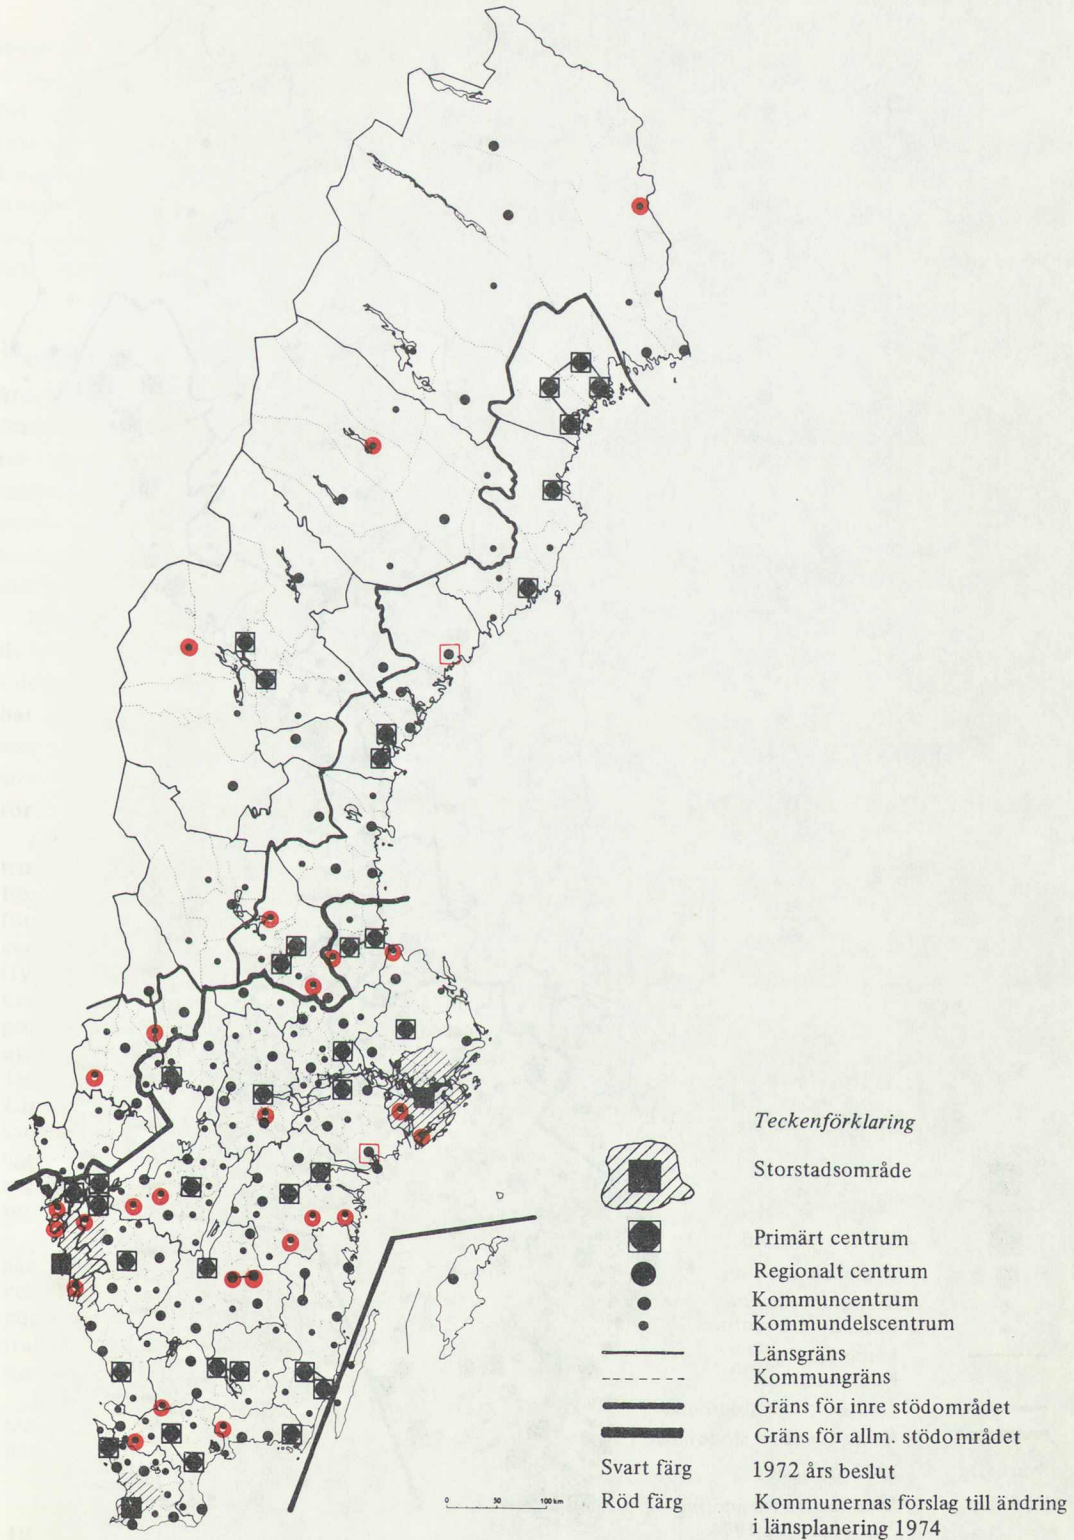 Teckenförklaring
Storstadsområde
Primärt centrum
Regionalt centrum
Kommuncentrum
Kommundelscentrum
Länsgräns
Kommungräns
Gräns för inre stödområdet
Gräns för allm. stödområdet
Svart färg 1972 års beslut
Röd färg Kommunernas förslag till ändring
i länsplanering 1974
0 50 100 km